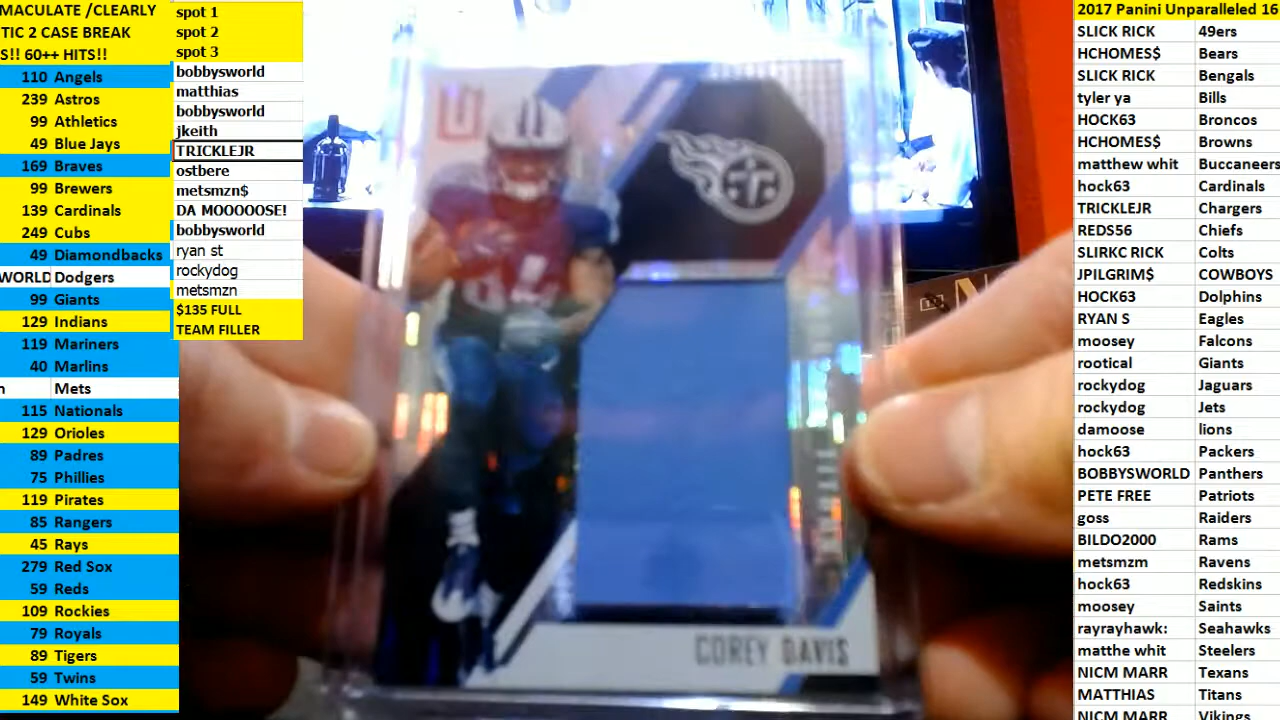 MACULATE /CLEARLY
TIC 2 CASE BREAK
S!! 60++ HITS!!
110 Angels
239 Astros
99 Athletics
49 Blue Jays
169 Braves
99 Brewers
139 Cardinals
249 Cubs
49 Diamondbacks
WORLD Dodgers
99 Giants
129 Indians
119 Mariners
40 Marlins
Mets
115 Nationals
129 Orioles
89 Padres
75 Phillies
119 Pirates
85 Rangers
45 Rays
279 Red Sox
59 Reds
109 Rockies
79 Royals
89 Tigers
59 Twins
149 White Sox
spot 1
spot 2
spot 3
bobbysworld
matthias
bobbysworld
jkeith
TRICKLEJR
ostbere
metsmzn$
DA MOOOOOSE!
bobbysworld
ryan st
rockydog
metsmzn
$135 FULL
TEAM FILLER
COREY DAVIS
2017 Panini Unparalleled 16
SLICK RICK 49ers
HCHOMES$ Bears
SLICK RICK Bengals
tyler ya Bills
HOCK63 Broncos
HCHOMES$ Browns
matthew whit Buccaneers
hock63 Cardinals
TRICKLEJR Chargers
REDS56 Chiefs
SLIRKC RICK Colts
JPILGRIM$ COWBOYS
HOCK63 Dolphins
RYAN S Eagles
moosey Falcons
rootical Giants
rockydog Jaguars
rockydog Jets
damoose lions
hock63 Packers
BOBBYSWORLD Panthers
PETE FREE Patriots
goss Raiders
BILDO2000 Rams
metsmzm Ravens
hock63 Redskins
moosey Saints
rayrayhawk: Seahawks
matthe whit Steelers
NICM MARR Texans
MATTHIAS Titans
NICM MARR Vikings